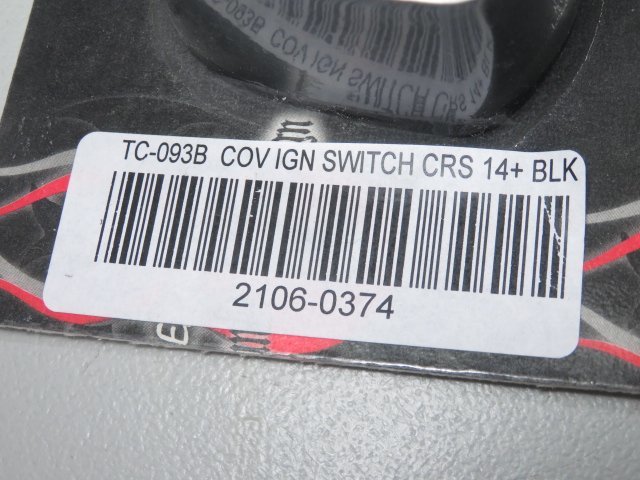 TC-093B COV IGN SWITCH CRS 14+ BLK
2106-0374